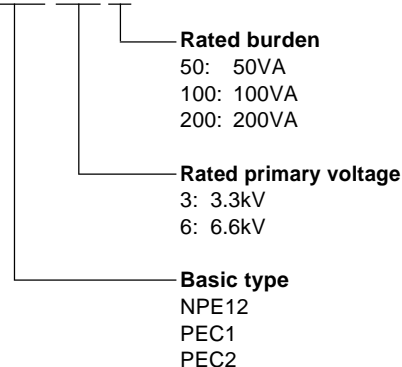 Rated burden
50: 50VA
100: 100VA
200: 200VA
Rated primary voltage
3: 3.3kV
6: 6.6kV
Basic type
NPE12
PEC1
PEC2